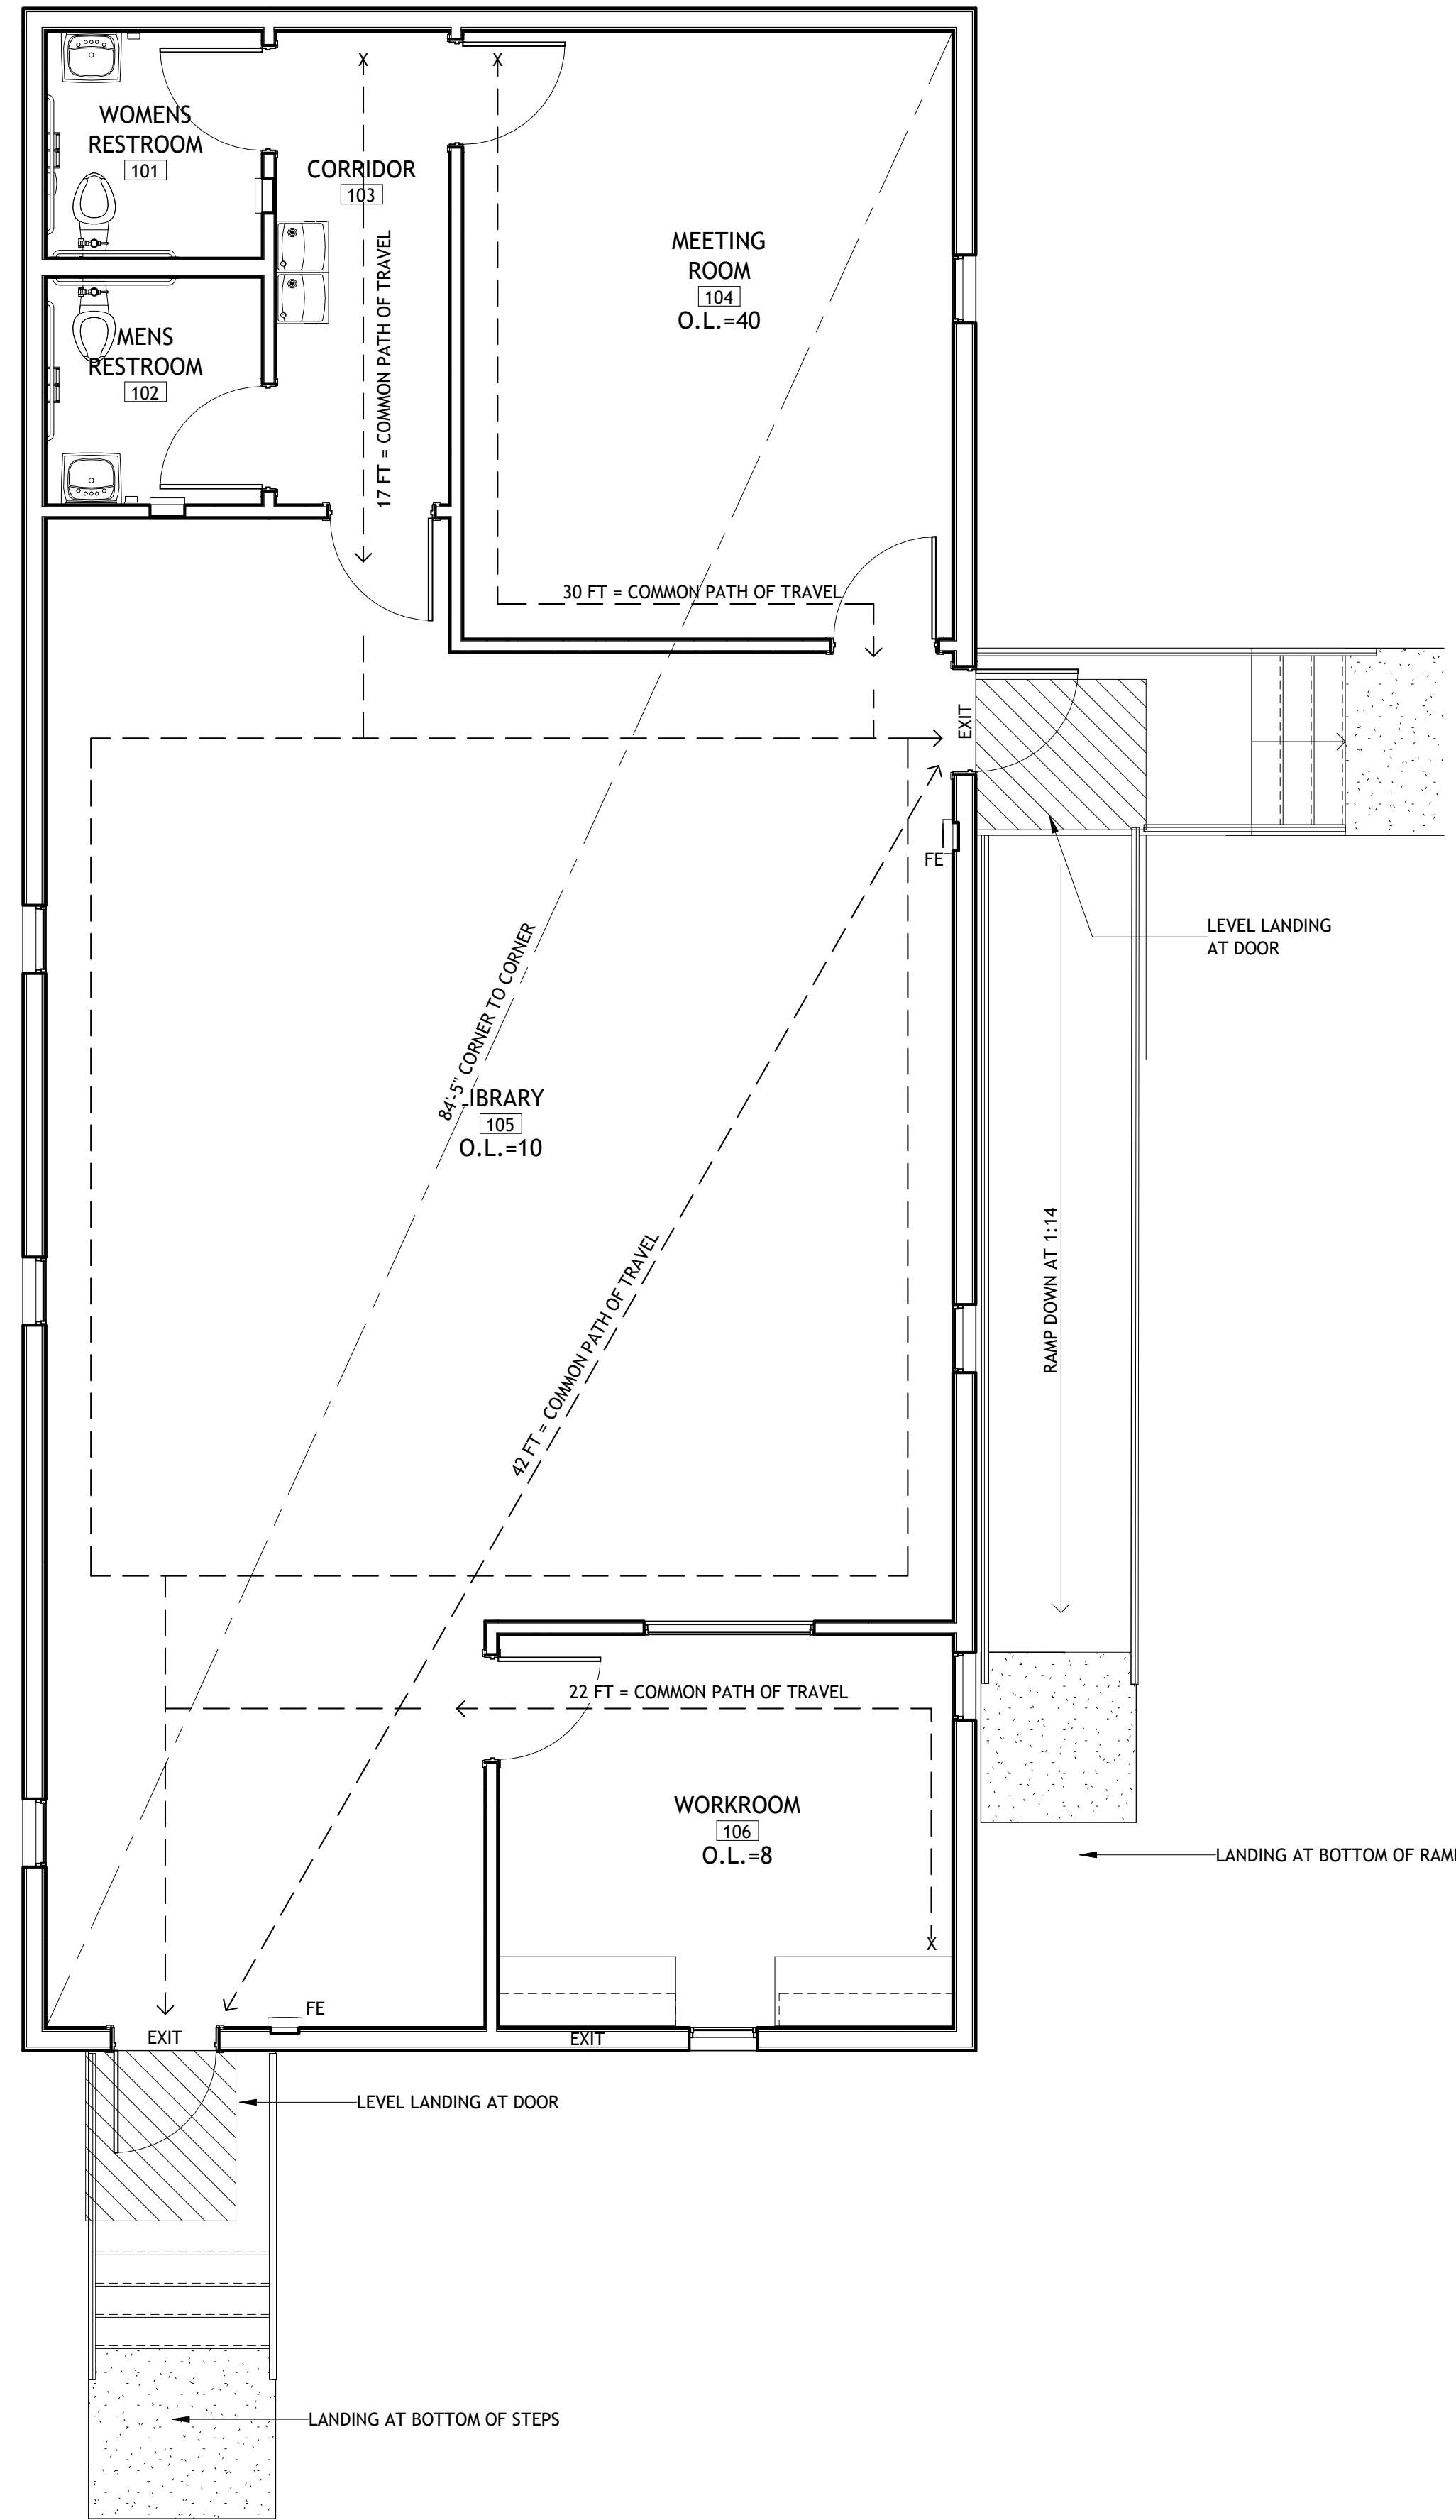 WOMENS
RESTROOM
101
CORRIDOR
103
17 FT = COMMON PATH OF TRAVEL
MEETING
ROOM
104
O.L.=40
MENS
RESTROOM
102
30 FT = COMMON PATH OF TRAVEL
X
X
EXIT
FE
LEVEL LANDING
AT DOOR
84'-5" CORNER TO CORNER
LIBRARY
105
O.L.=10
42 FT = COMMON PATH OF TRAVEL
RAMP DOWN AT 1:14
22 FT = COMMON PATH OF TRAVEL
WORKROOM
106
O.L.=8
X
LANDING AT BOTTOM OF RAM
FE
EXIT
EXIT
LEVEL LANDING AT DOOR
LANDING AT BOTTOM OF STEPS